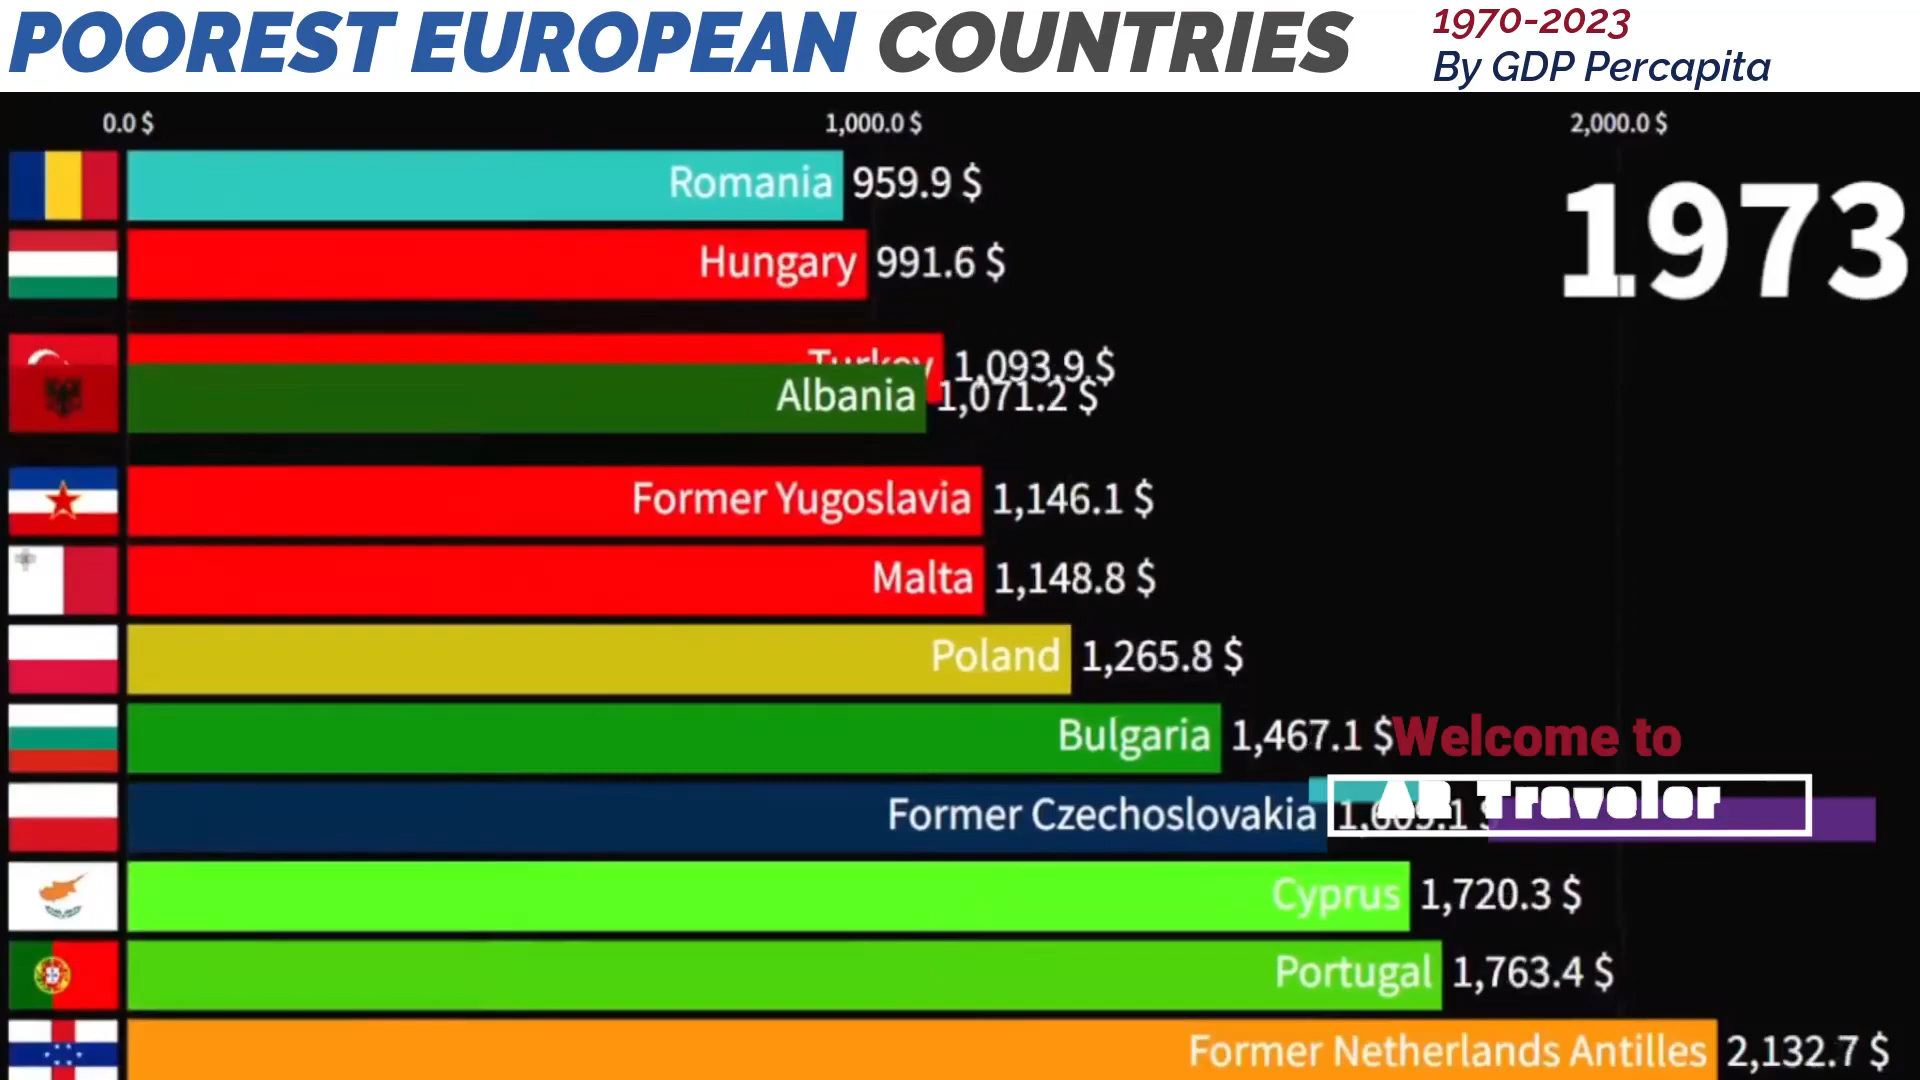 POOREST EUROPEAN COUNTRIES
1970-2023
By GDP Percapita
0.0 $ 1,000.0 $ 2,000.0 $
1973
Romania 959.9 $
Hungary 991.6 $
Turkey 1,093.9 $
Albania 1,071.2 $
Former Yugoslavia 1,146.1 $
Malta 1,148.8 $
Poland 1,265.8 $
Bulgaria 1,467.1 $
Welcome to
Former Czechoslovakia
Traveler
Cyprus 1,720.3 $
Portugal 1,763.4 $
Former Netherlands Antilles 2,132.7 $